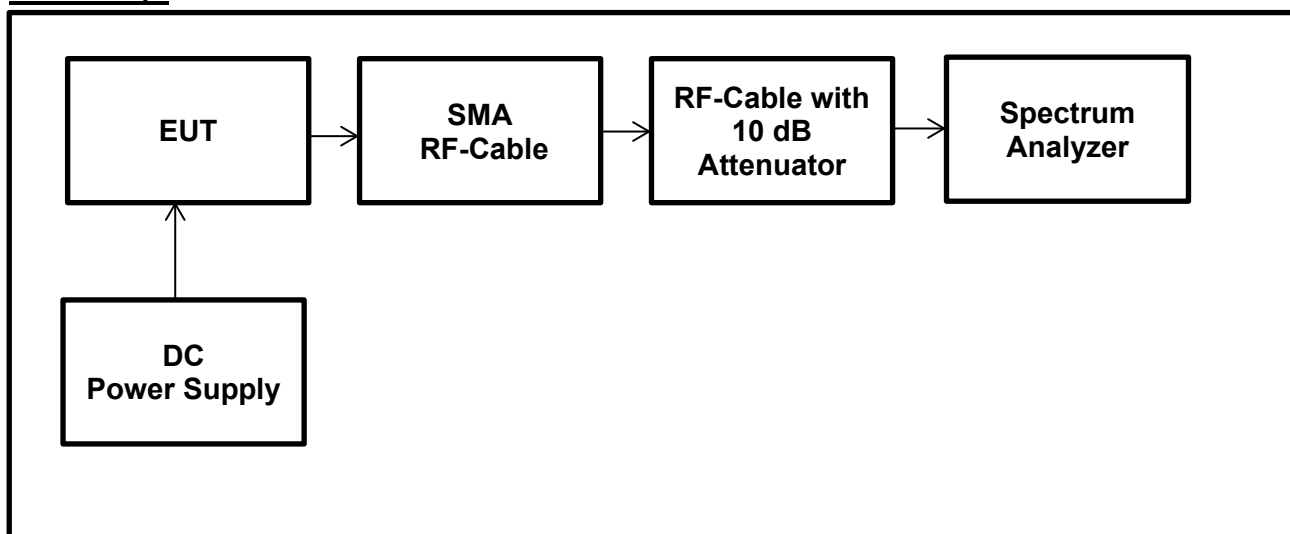 EUT
SMA
RF-Cable
RF-Cable with
10 dB
Attenuator
Spectrum
Analyzer
DC
Power Supply